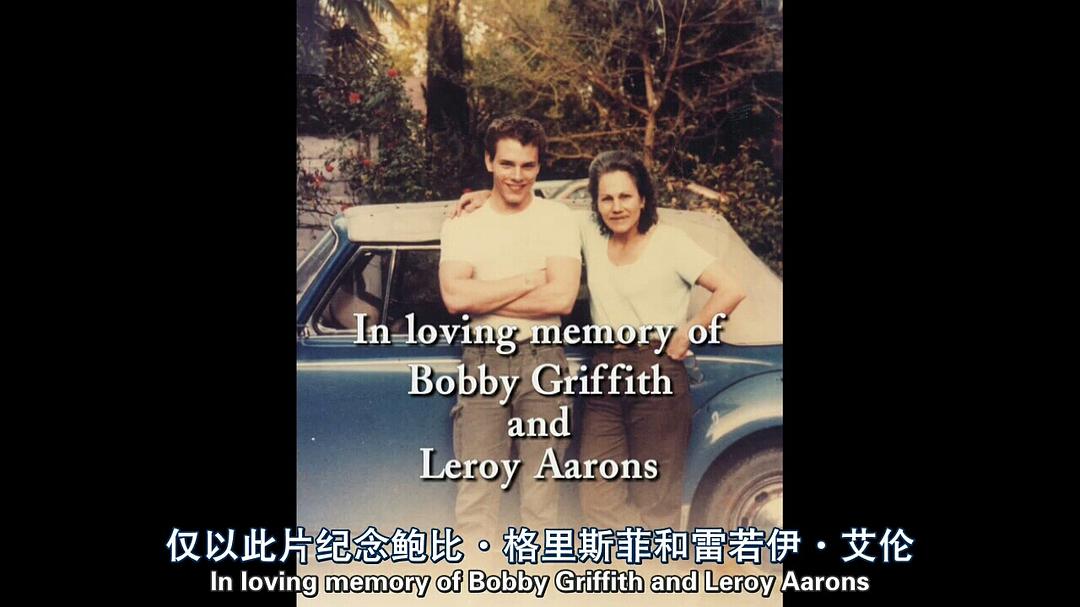 In loving memory of
Bobby Griffith
and
Leroy Aarons
仅以此片纪念鲍比·格里斯菲和雷若伊·艾伦
In loving memory of Bobby Griffith and Leroy Aarons